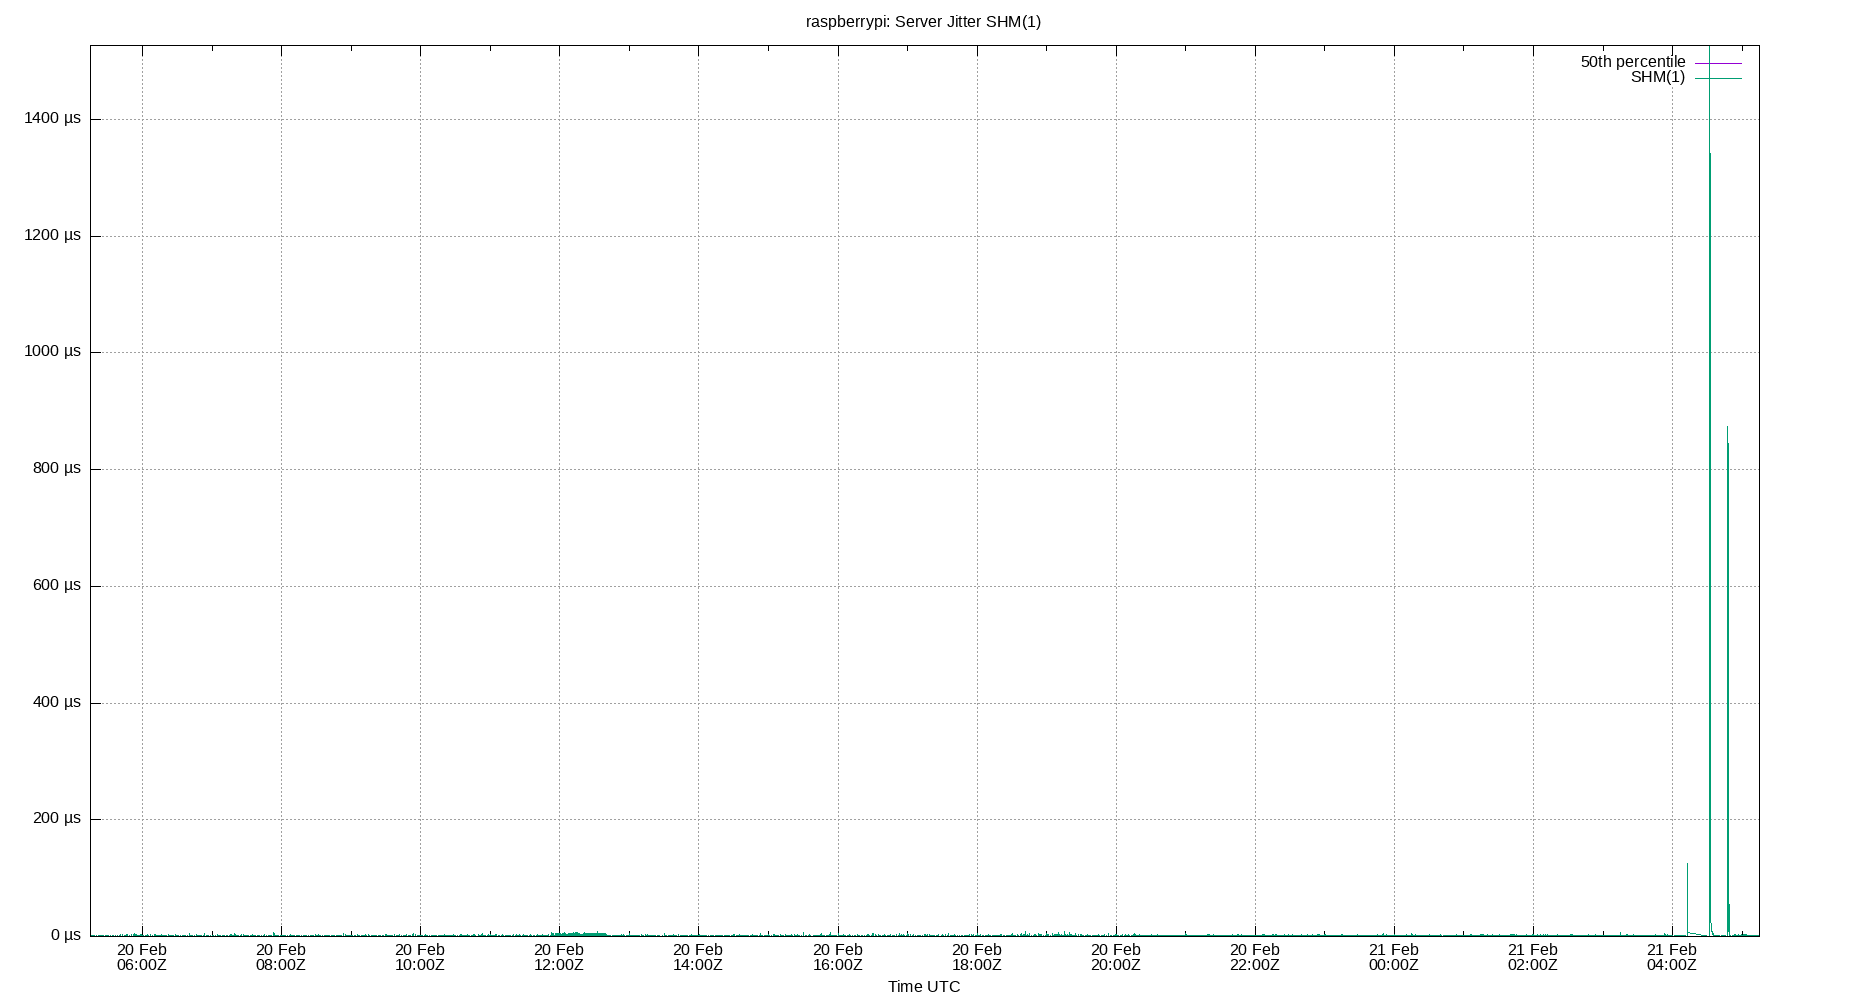 raspberrypi: Server Jitter SHM(1)
50th percentile
SHM(1)
1400 µs
1200 µs
1000 µs
800 µs
600 µs
400 µs
200 µs
0 µs
20 Feb 20 Feb 20 Feb 20 Feb 20 Feb 20 Feb 20 Feb 20 Feb 20 Feb 21 Feb 21 Feb 21 Feb
06:00Z 08:00Z 10:00Z 12:00Z 14:00Z 16:00Z 18:00Z 20:00Z 22:00Z 00:00Z 02:00Z 04:00Z
Time UTC